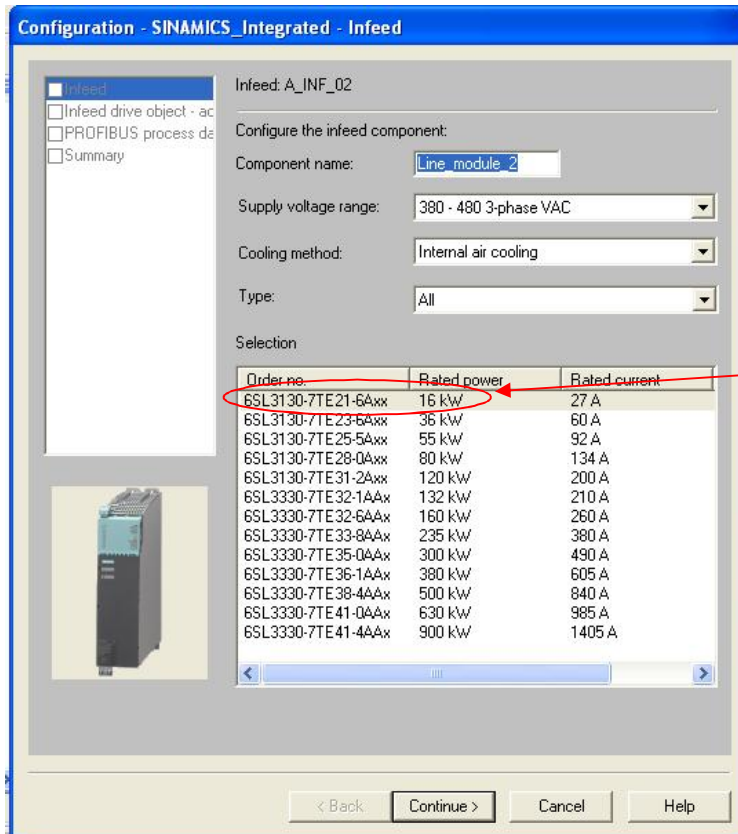 Configuration - SINAMICS_Integrated - Infeed
Infeed
Infeed drive object - ac
PROFIBUS process da
Summary
Infeed: A_INF_02
Configure the infeed component:
Component name: Line_module_2
Supply voltage range: 380 - 480 3-phase VAC
Cooling method: Internal air cooling
Type: All
Selection
Order no. Rated power Rated current
6SL3130-7TE21-6Axx 16 kW 27 A
6SL3130-7TE23-6Axx 36 kW 60 A
6SL3130-7TE25-5Axx 55 kW 92 A
6SL3130-7TE28-0Axx 80 kW 134 A
6SL3130-7TE31-2Axx 120 kW 200 A
6SL3330-7TE32-1AAx 132 kW 210 A
6SL3330-7TE32-6AAx 160 kW 260 A
6SL3330-7TE33-8AAx 235 kW 380 A
6SL3330-7TE35-0AAx 300 kW 490 A
6SL3330-7TE36-1AAx 380 kW 605 A
6SL3330-7TE38-4AAx 500 kW 840 A
6SL3330-7TE41-0AAx 630 kW 985 A
6SL3330-7TE41-4AAx 900 kW 1405 A
< Back Continue > Cancel Help